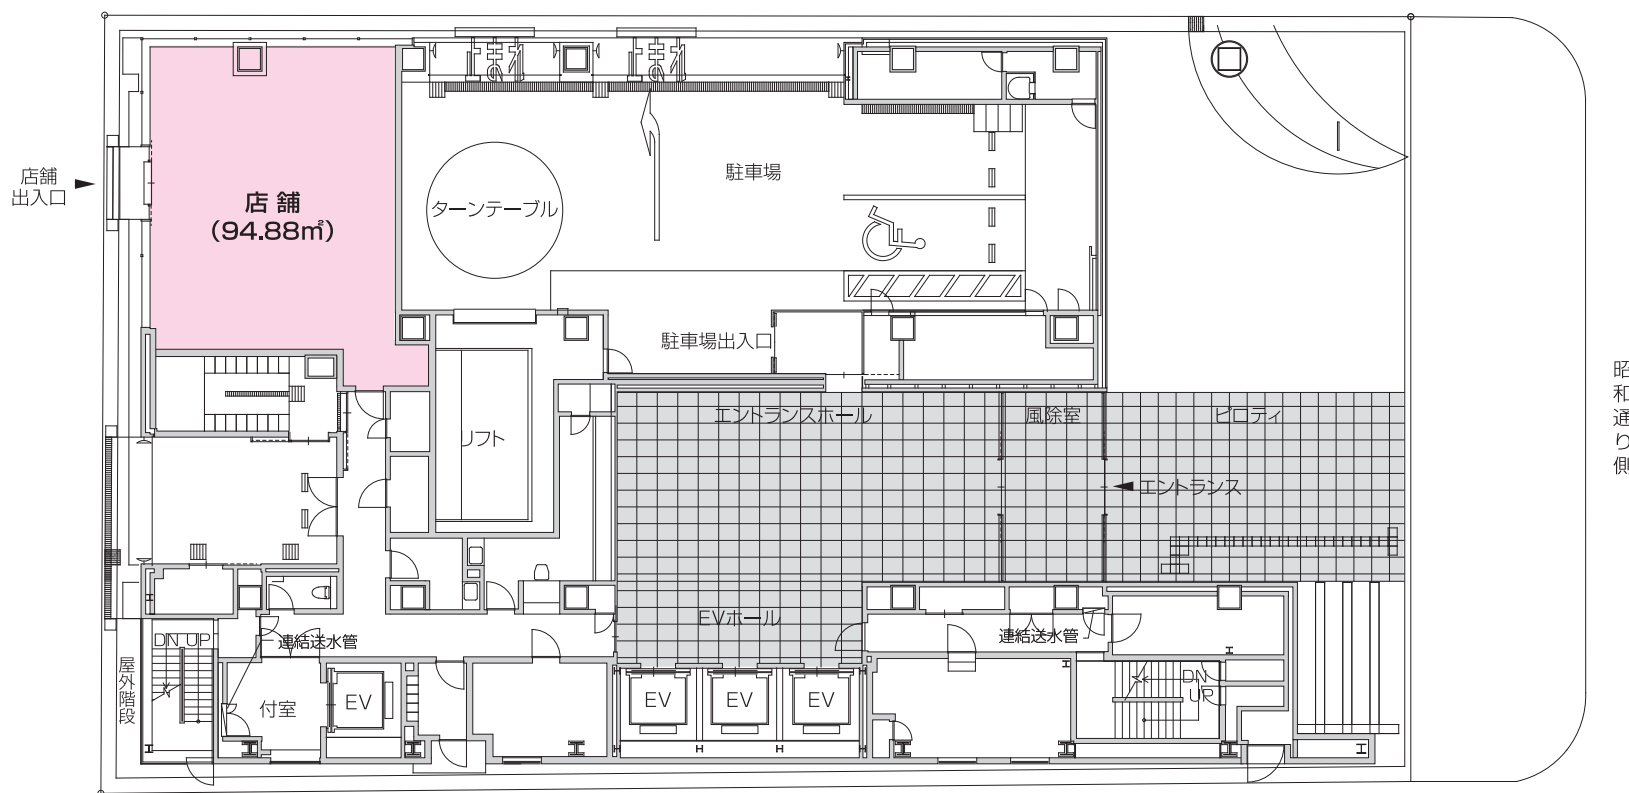 店舗
出入口
店舗
(94.88㎡)
ターンテーブル
駐車場
駐車場出入口
エントランスホール
風除室
ピロティ
リフト
エントランス
昭和通り側
EVホール
連結送水管
連結送水管
DN UP
屋外階段
付室
EV
EV
EV
EV
DN
UP